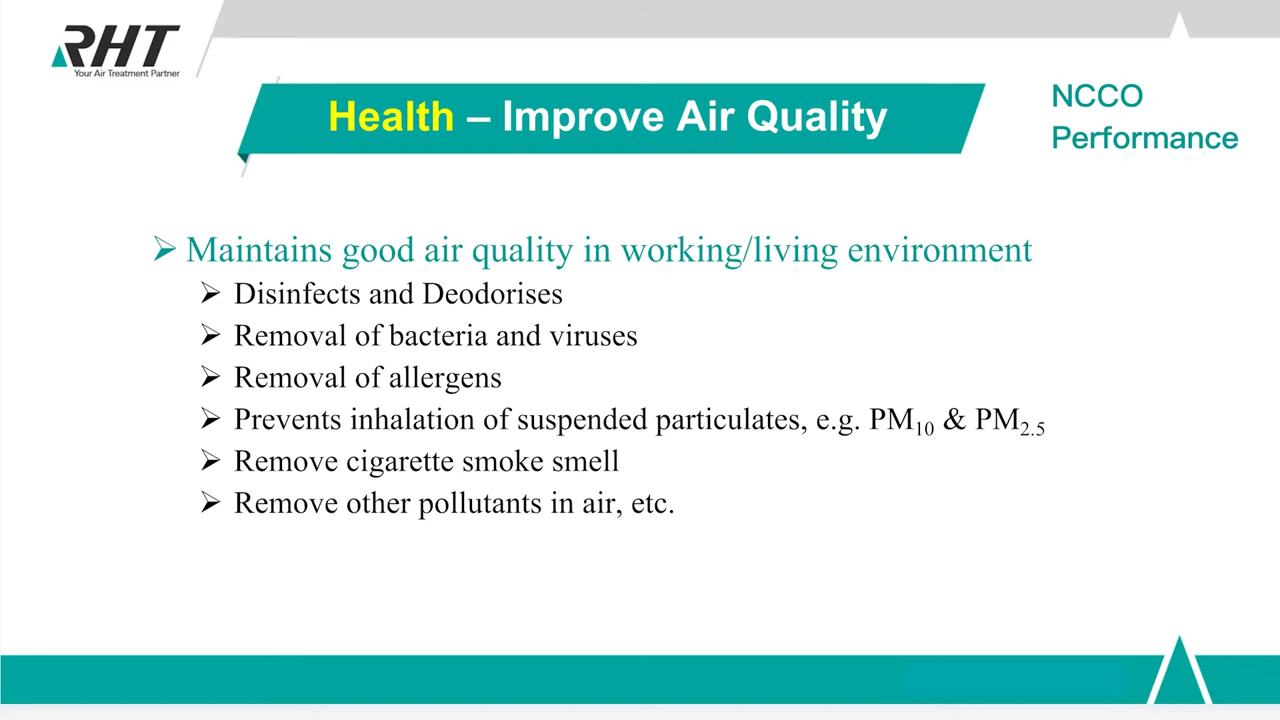 RHT
Your Air Treatment Partner
Health – Improve Air Quality
NCCO
Performance
➢ Maintains good air quality in working/living environment
➢ Disinfects and Deodorises
➢ Removal of bacteria and viruses
➢ Removal of allergens
➢ Prevents inhalation of suspended particulates, e.g. PM₁₀ & PM₂.₅
➢ Remove cigarette smoke smell
➢ Remove other pollutants in air, etc.